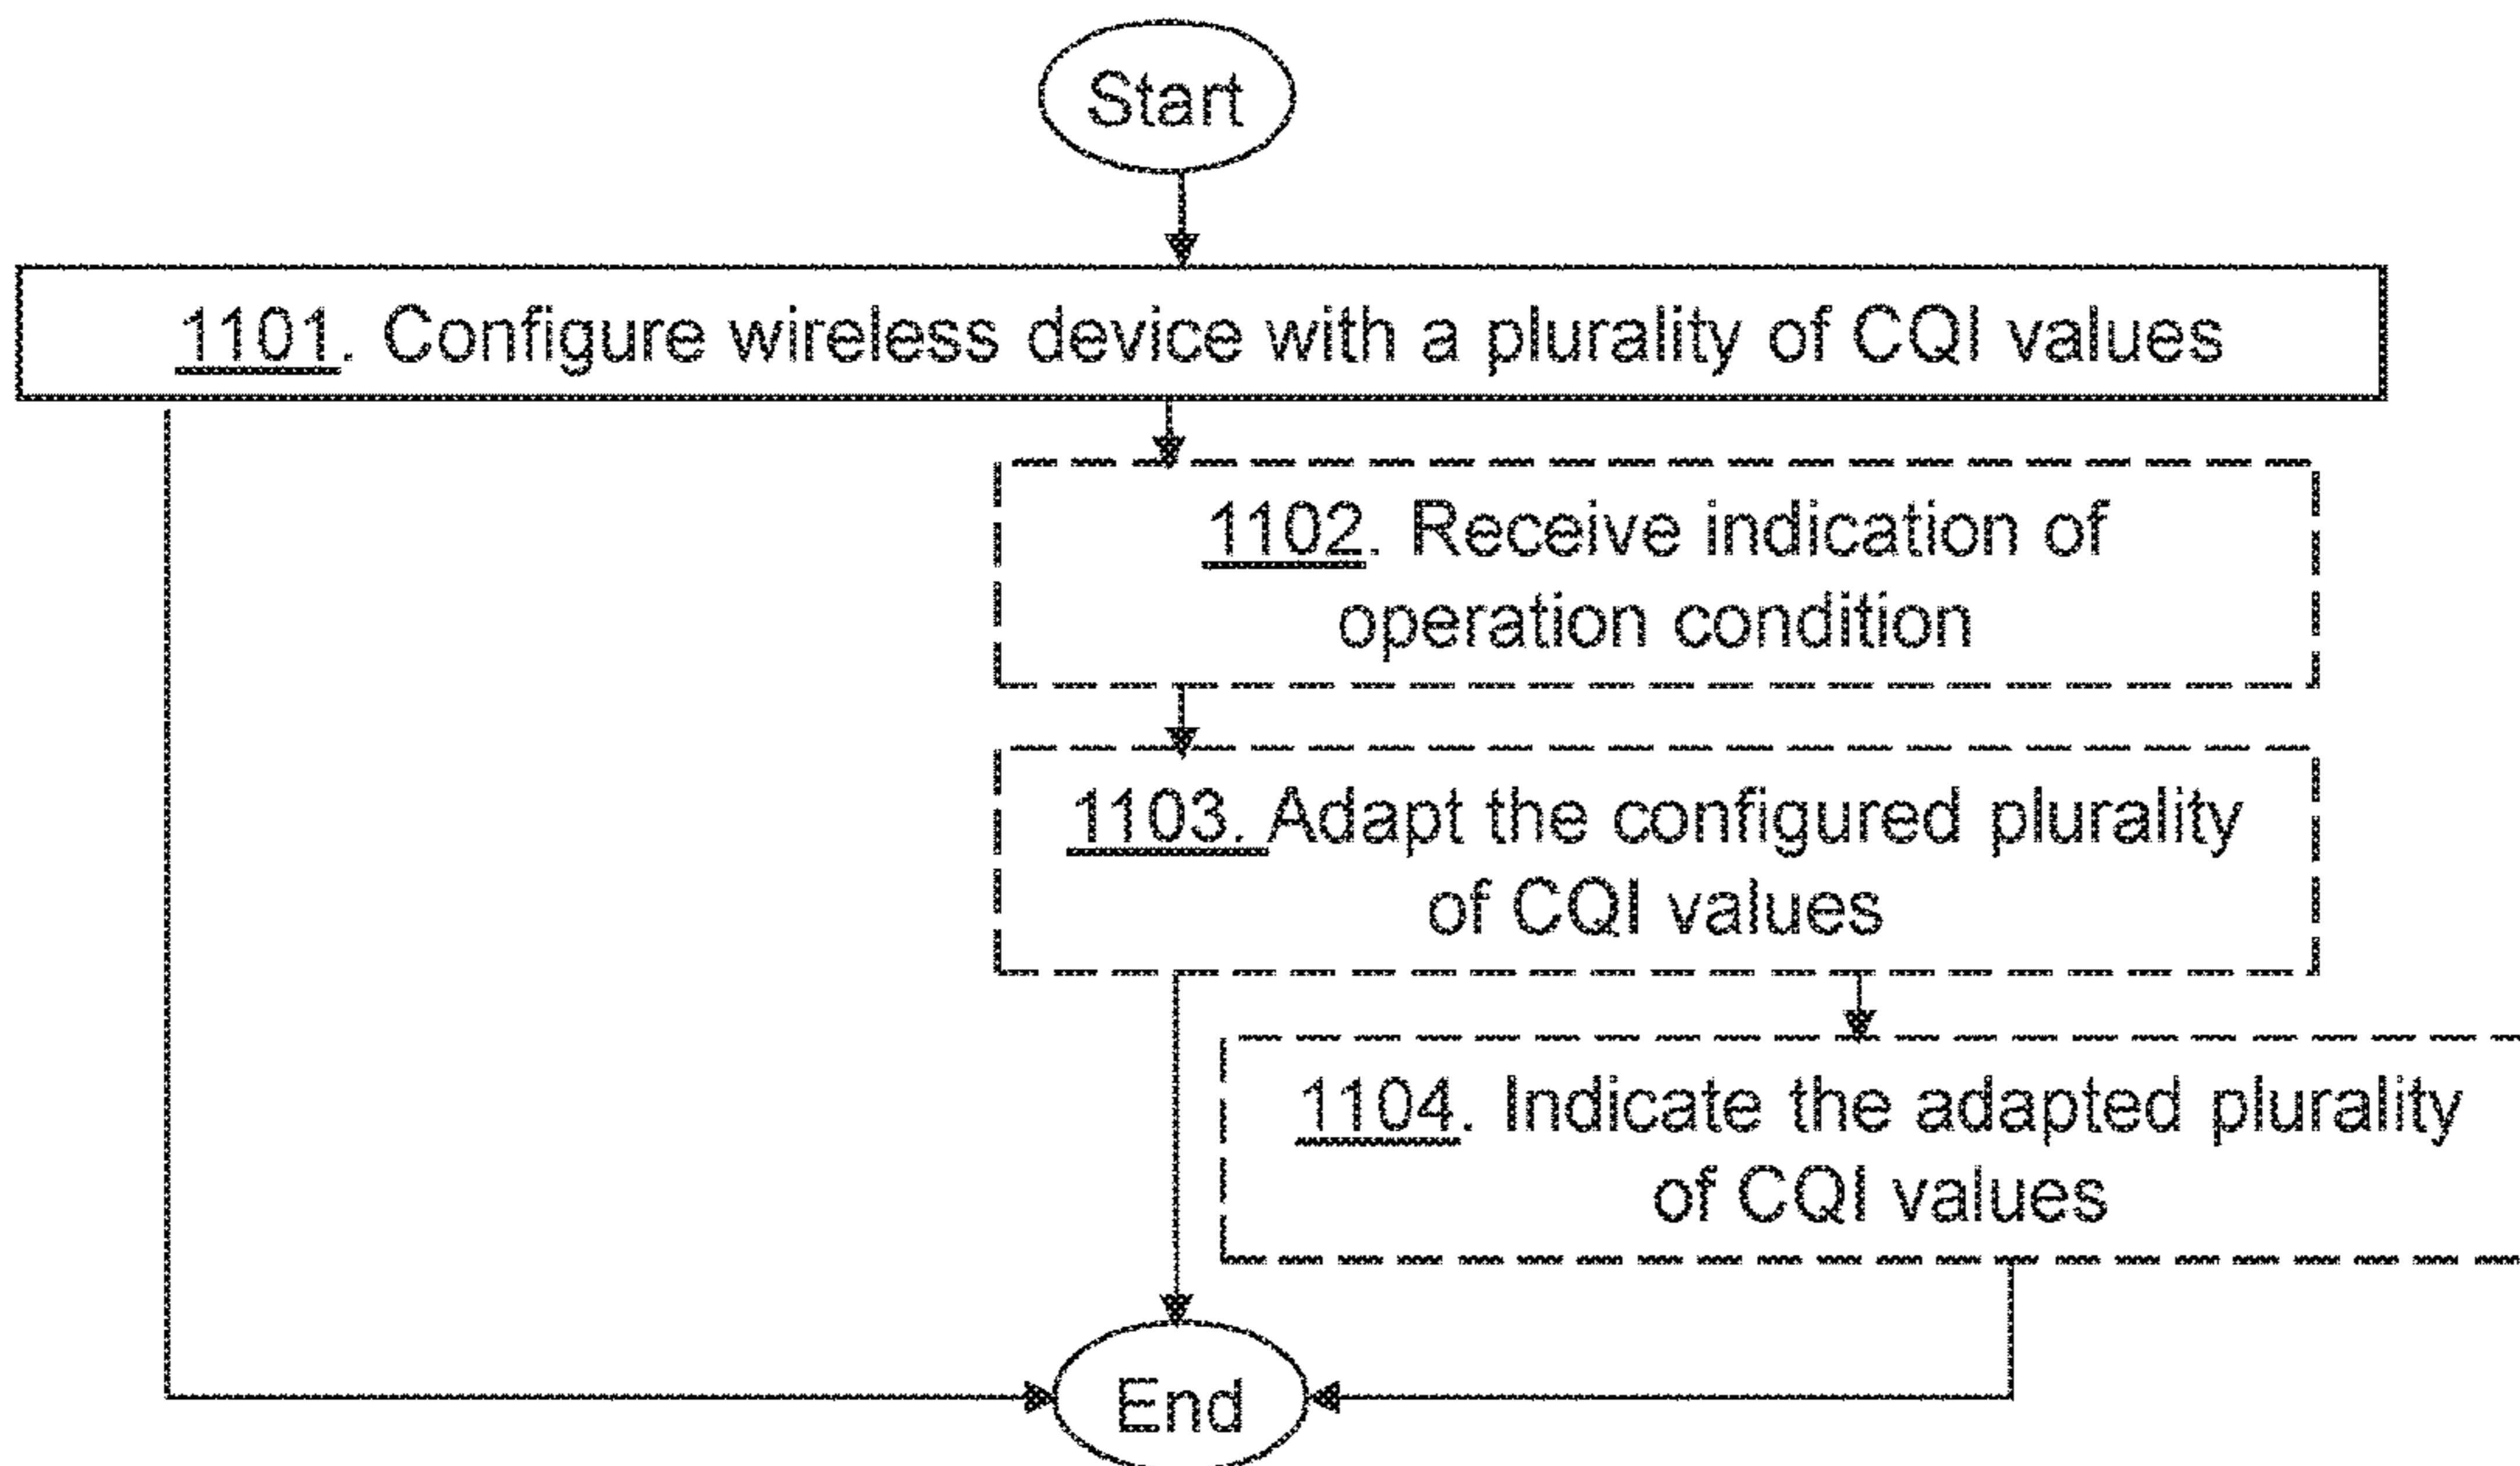 Start
1101. Configure wireless device with a plurality of CQI values
1102. Receive indication of
operation condition
1103. Adapt the configured plurality
of CQI values
1104. Indicate the adapted plurality
of CQI values
End